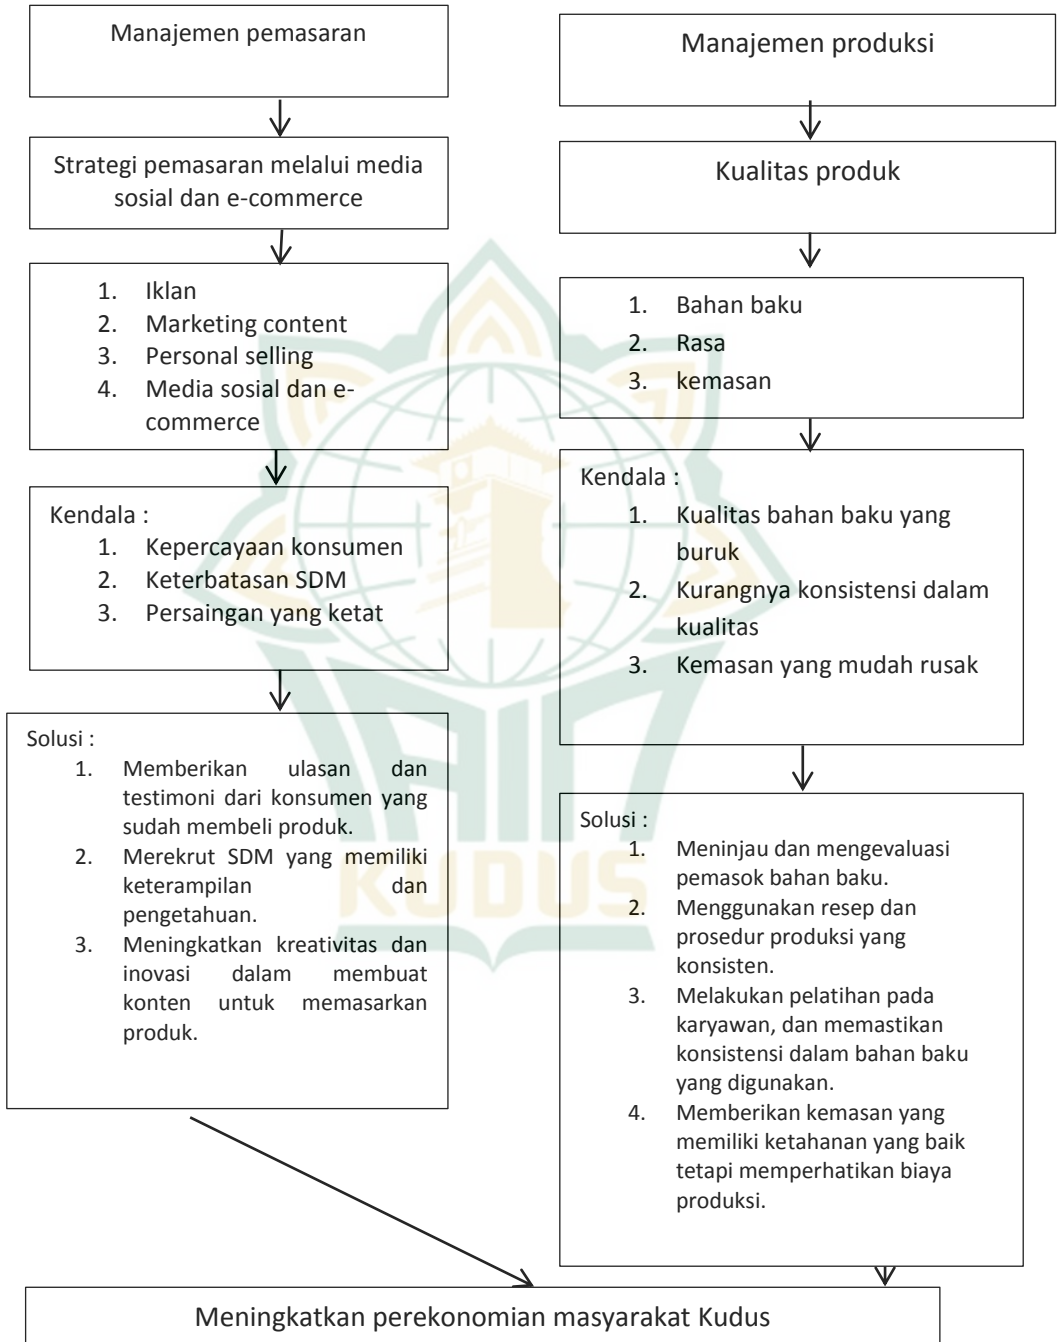 Manajemen pemasaran
Strategi pemasaran melalui media
sosial dan e-commerce
1. Iklan
2. Marketing content
3. Personal selling
4. Media sosial dan e-
commerce
Kendala :
1. Kepercayaan konsumen
2. Keterbatasan SDM
3. Persaingan yang ketat
Solusi :
1. Memberikan ulasan dan
testimoni dari konsumen yang
sudah membeli produk.
2. Merekrut SDM yang memiliki
keterampilan dan
pengetahuan.
3. Meningkatkan kreativitas dan
inovasi dalam membuat
konten untuk memasarkan
produk.
Manajemen produksi
Kualitas produk
1. Bahan baku
2. Rasa
3. kemasan
Kendala :
1. Kualitas bahan baku yang
buruk
2. Kurangnya konsistensi dalam
kualitas
3. Kemasan yang mudah rusak
Solusi :
1. Meninjau dan mengevaluasi
pemasok bahan baku.
2. Menggunakan resep dan
prosedur produksi yang
konsisten.
3. Melakukan pelatihan pada
karyawan, dan memastikan
konsistensi dalam bahan baku
yang digunakan.
4. Memberikan kemasan yang
memiliki ketahanan yang baik
tetapi memperhatikan biaya
produksi.
Meningkatkan perekonomian masyarakat Kudus
IAIN
KUDUS